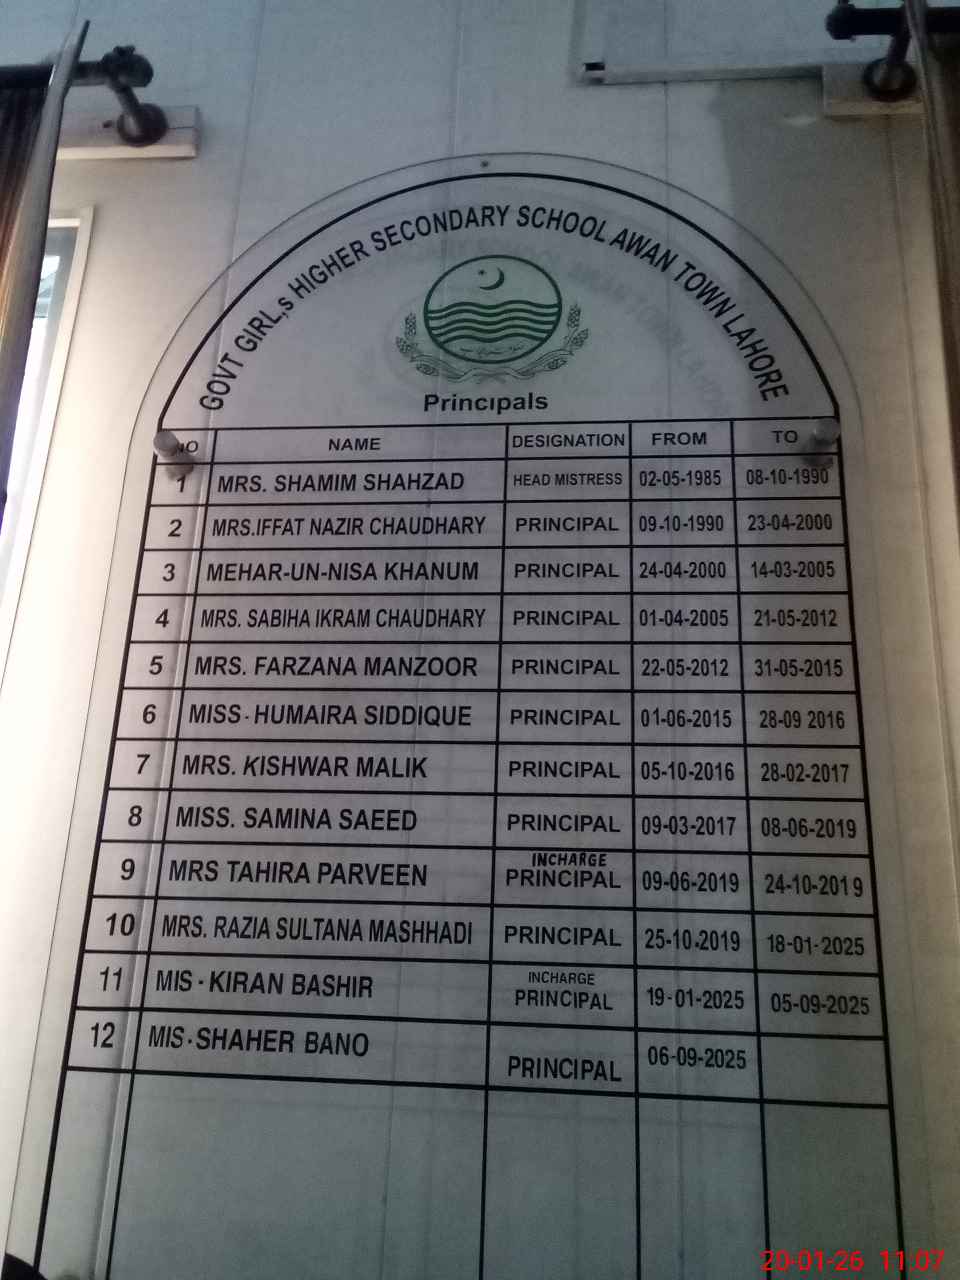 GOVT GIRL,s HIGHER SECONDARY SCHOOL AWAN TOWN LAHORE
Principals
NO NAME DESIGNATION FROM TO
1 MRS. SHAMIM SHAHZAD HEAD MISTRESS 02-05-1985 08-10-1990
2 MRS.IFFAT NAZIR CHAUDHARY PRINCIPAL 09-10-1990 23-04-2000
3 MEHAR-UN-NISA KHANUM PRINCIPAL 24-04-2000 14-03-2005
4 MRS. SABIHA IKRAM CHAUDHARY PRINCIPAL 01-04-2005 21-05-2012
5 MRS. FARZANA MANZOOR PRINCIPAL 22-05-2012 31-05-2015
6 MISS-HUMAIRA SIDDIQUE PRINCIPAL 01-06-2015 28-09 2016
7 MRS. KISHWAR MALIK PRINCIPAL 05-10-2016 28-02-2017
8 MISS. SAMINA SAEED PRINCIPAL 09-03-2017 08-06-2019
9 MRS TAHIRA PARVEEN INCHARGE PRINCIPAL 09-06-2019 24-10-2019
10 MRS. RAZIA SULTANA MASHHADI PRINCIPAL 25-10-2019 18-01-2025
11 MIS-KIRAN BASHIR INCHARGE PRINCIPAL 19-01-2025 05-09-2025
12 MIS-SHAHER BANO PRINCIPAL 06-09-2025
20-01-26 11:07